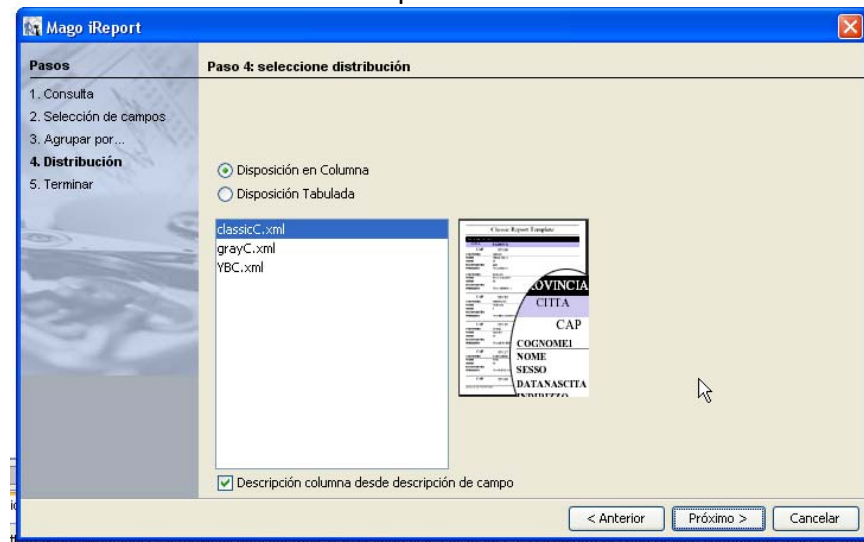 Mago iReport
Pasos
1. Consulta
2. Selección de campos
3. Agrupar por...
4. Distribución
5. Terminar
Paso 4: seleccione distribución
Disposición en Columna
Disposición Tabulada
classicC.xml
grayC.xml
YBC.xml
Classic Report Template
OVINCIA
CITTA
CAP
COGNOME1
NOME
SESSO
DATANASCITA
INDIRIZZO
Descripción columna desde descripción de campo
< Anterior
Próximo >
Cancelar